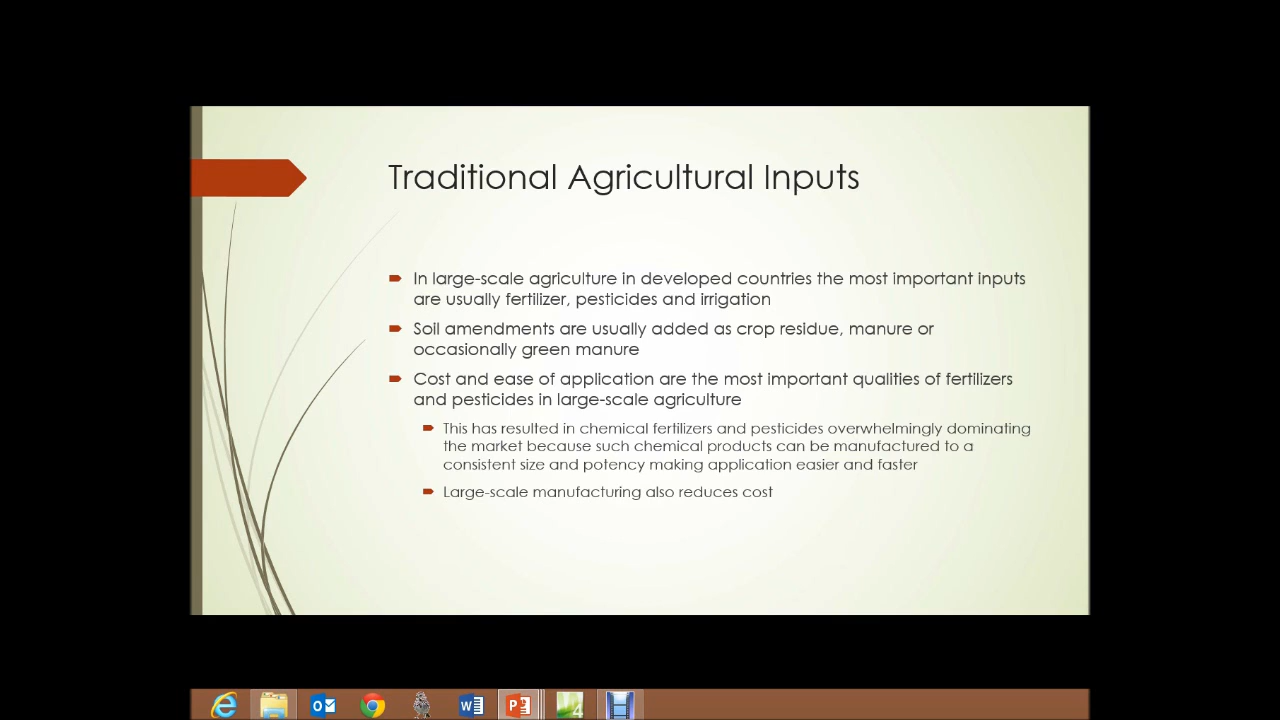 Traditional Agricultural Inputs
In large-scale agriculture in developed countries the most important inputs
are usually fertilizer, pesticides and irrigation
Soil amendments are usually added as crop residue, manure or
occasionally green manure
Cost and ease of application are the most important qualities of fertilizers
and pesticides in large-scale agriculture
This has resulted in chemical fertilizers and pesticides overwhelmingly dominating
the market because such chemical products can be manufactured to a
consistent size and potency making application easier and faster
Large-scale manufacturing also reduces cost